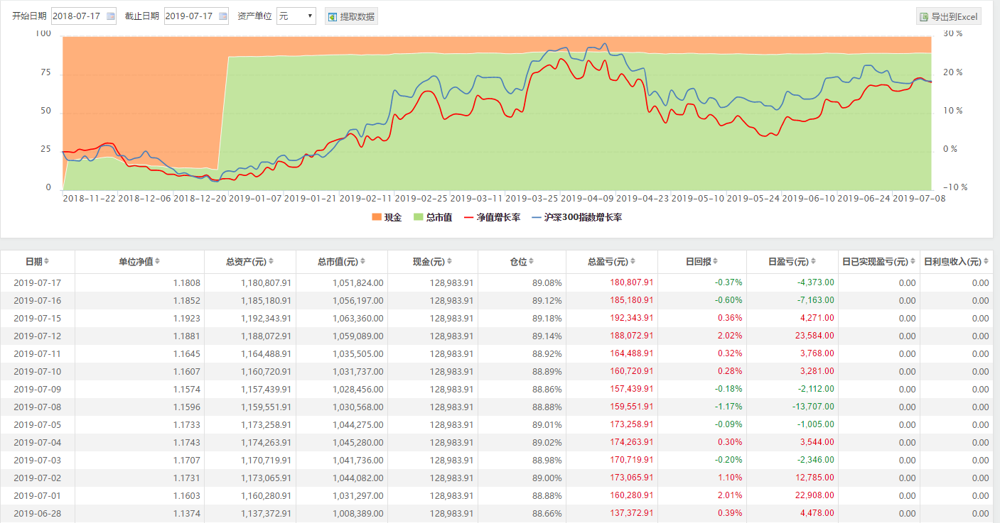 开始日期 2018-07-17 截止日期 2019-07-17 资产单位 元 提取数据 导出到Excel
100 30 %
75 20 %
50 10 %
25 0 %
0 -10 %
2018-11-22 2018-12-06 2018-12-20 2019-01-07 2019-01-21 2019-02-11 2019-02-25 2019-03-11 2019-03-25 2019-04-09 2019-04-23 2019-05-10 2019-05-24 2019-06-10 2019-06-24 2019-07-08
现金 总市值 净值增长率 沪深300指数增长率
日期 单位净值 总资产(元) 总市值(元) 现金(元) 仓位 总盈亏(元) 日回报 日盈亏(元) 日已实现盈亏(元) 日利息收入(元)
2019-07-17 1.1808 1,180,807.91 1,051,824.00 128,983.91 89.08% 180,807.91 -0.37% -4,373.00 0.00 0.00
2019-07-16 1.1852 1,185,180.91 1,056,197.00 128,983.91 89.12% 185,180.91 -0.60% -7,163.00 0.00 0.00
2019-07-15 1.1923 1,192,343.91 1,063,360.00 128,983.91 89.18% 192,343.91 0.36% 4,271.00 0.00 0.00
2019-07-12 1.1881 1,188,072.91 1,059,089.00 128,983.91 89.14% 188,072.91 2.02% 23,584.00 0.00 0.00
2019-07-11 1.1645 1,164,488.91 1,035,505.00 128,983.91 88.92% 164,488.91 0.32% 3,768.00 0.00 0.00
2019-07-10 1.1607 1,160,720.91 1,031,737.00 128,983.91 88.89% 160,720.91 0.28% 3,281.00 0.00 0.00
2019-07-09 1.1574 1,157,439.91 1,028,456.00 128,983.91 88.86% 157,439.91 -0.18% -2,112.00 0.00 0.00
2019-07-08 1.1596 1,159,551.91 1,030,568.00 128,983.91 88.88% 159,551.91 -1.17% -13,707.00 0.00 0.00
2019-07-05 1.1733 1,173,258.91 1,044,275.00 128,983.91 89.01% 173,258.91 -0.09% -1,005.00 0.00 0.00
2019-07-04 1.1743 1,174,263.91 1,045,280.00 128,983.91 89.02% 174,263.91 0.30% 3,544.00 0.00 0.00
2019-07-03 1.1707 1,170,719.91 1,041,736.00 128,983.91 88.98% 170,719.91 -0.20% -2,346.00 0.00 0.00
2019-07-02 1.1731 1,173,065.91 1,044,082.00 128,983.91 89.00% 173,065.91 1.10% 12,785.00 0.00 0.00
2019-07-01 1.1603 1,160,280.91 1,031,297.00 128,983.91 88.88% 160,280.91 2.01% 22,908.00 0.00 0.00
2019-06-28 1.1374 1,137,372.91 1,008,389.00 128,983.91 88.66% 137,372.91 0.39% 4,478.00 0.00 0.00